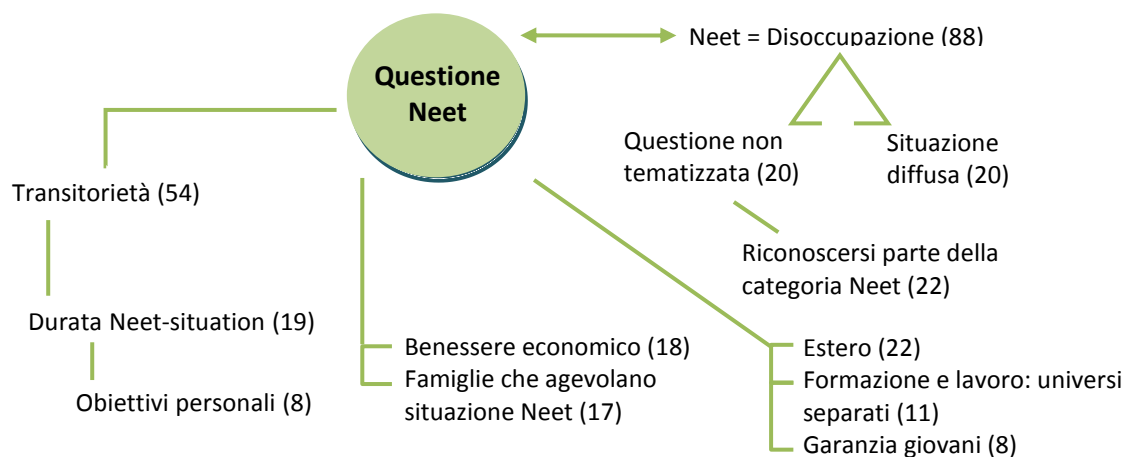 Questione
Neet
Neet = Disoccupazione (88)
Questione non
tematizzata (20)
Situazione
diffusa (20)
Riconoscersi parte della
categoria Neet (22)
Transitorietà (54)
Durata Neet-situation (19)
Obiettivi personali (8)
Benessere economico (18)
Famiglie che agevolano
situazione Neet (17)
Estero (22)
Formazione e lavoro: universi
separati (11)
Garanzia giovani (8)